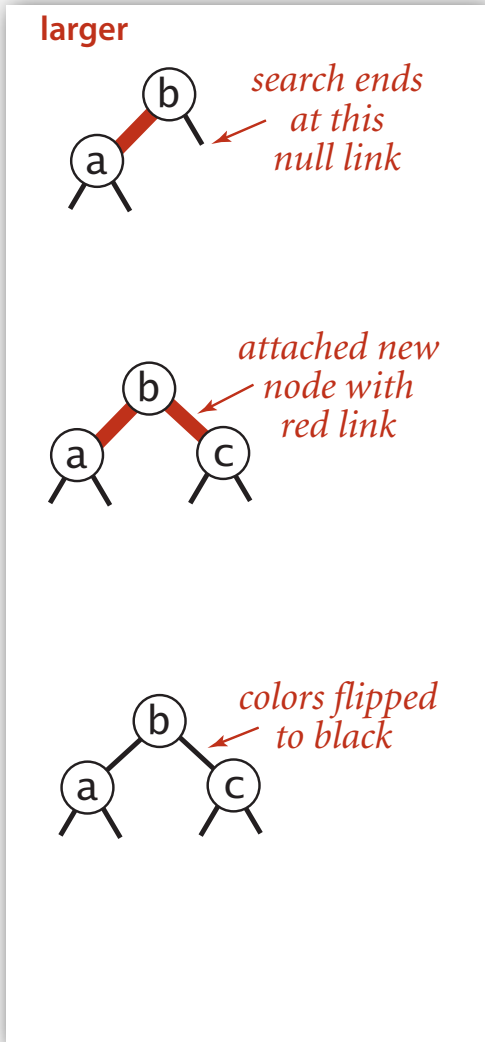 larger
b
search ends
at this
null link
a
attached new
node with
red link
b
a
c
colors flipped
to black
b
a
c